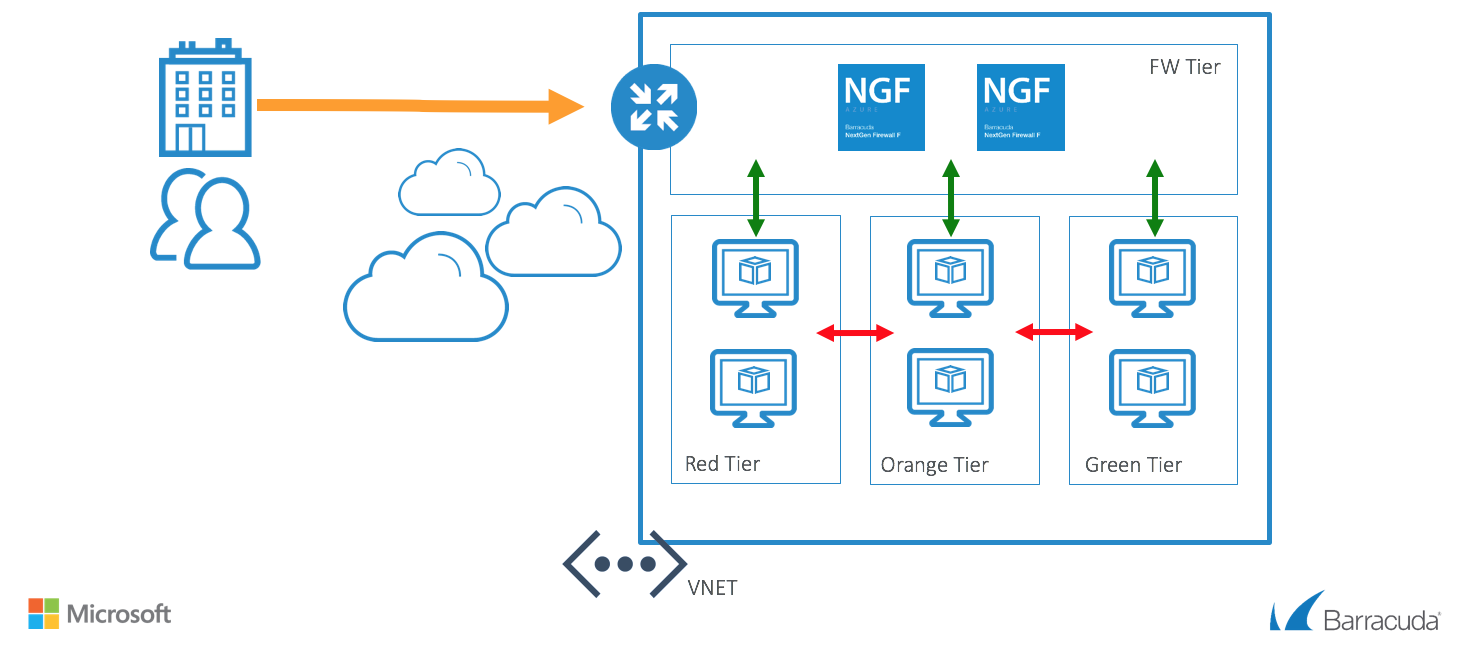 FW Tier
NGF
AZURE
Barracuda
NextGen Firewall F
NGF
AZURE
Barracuda
NextGen Firewall F
Red Tier
Orange Tier
Green Tier
VNET
Microsoft
Barracuda